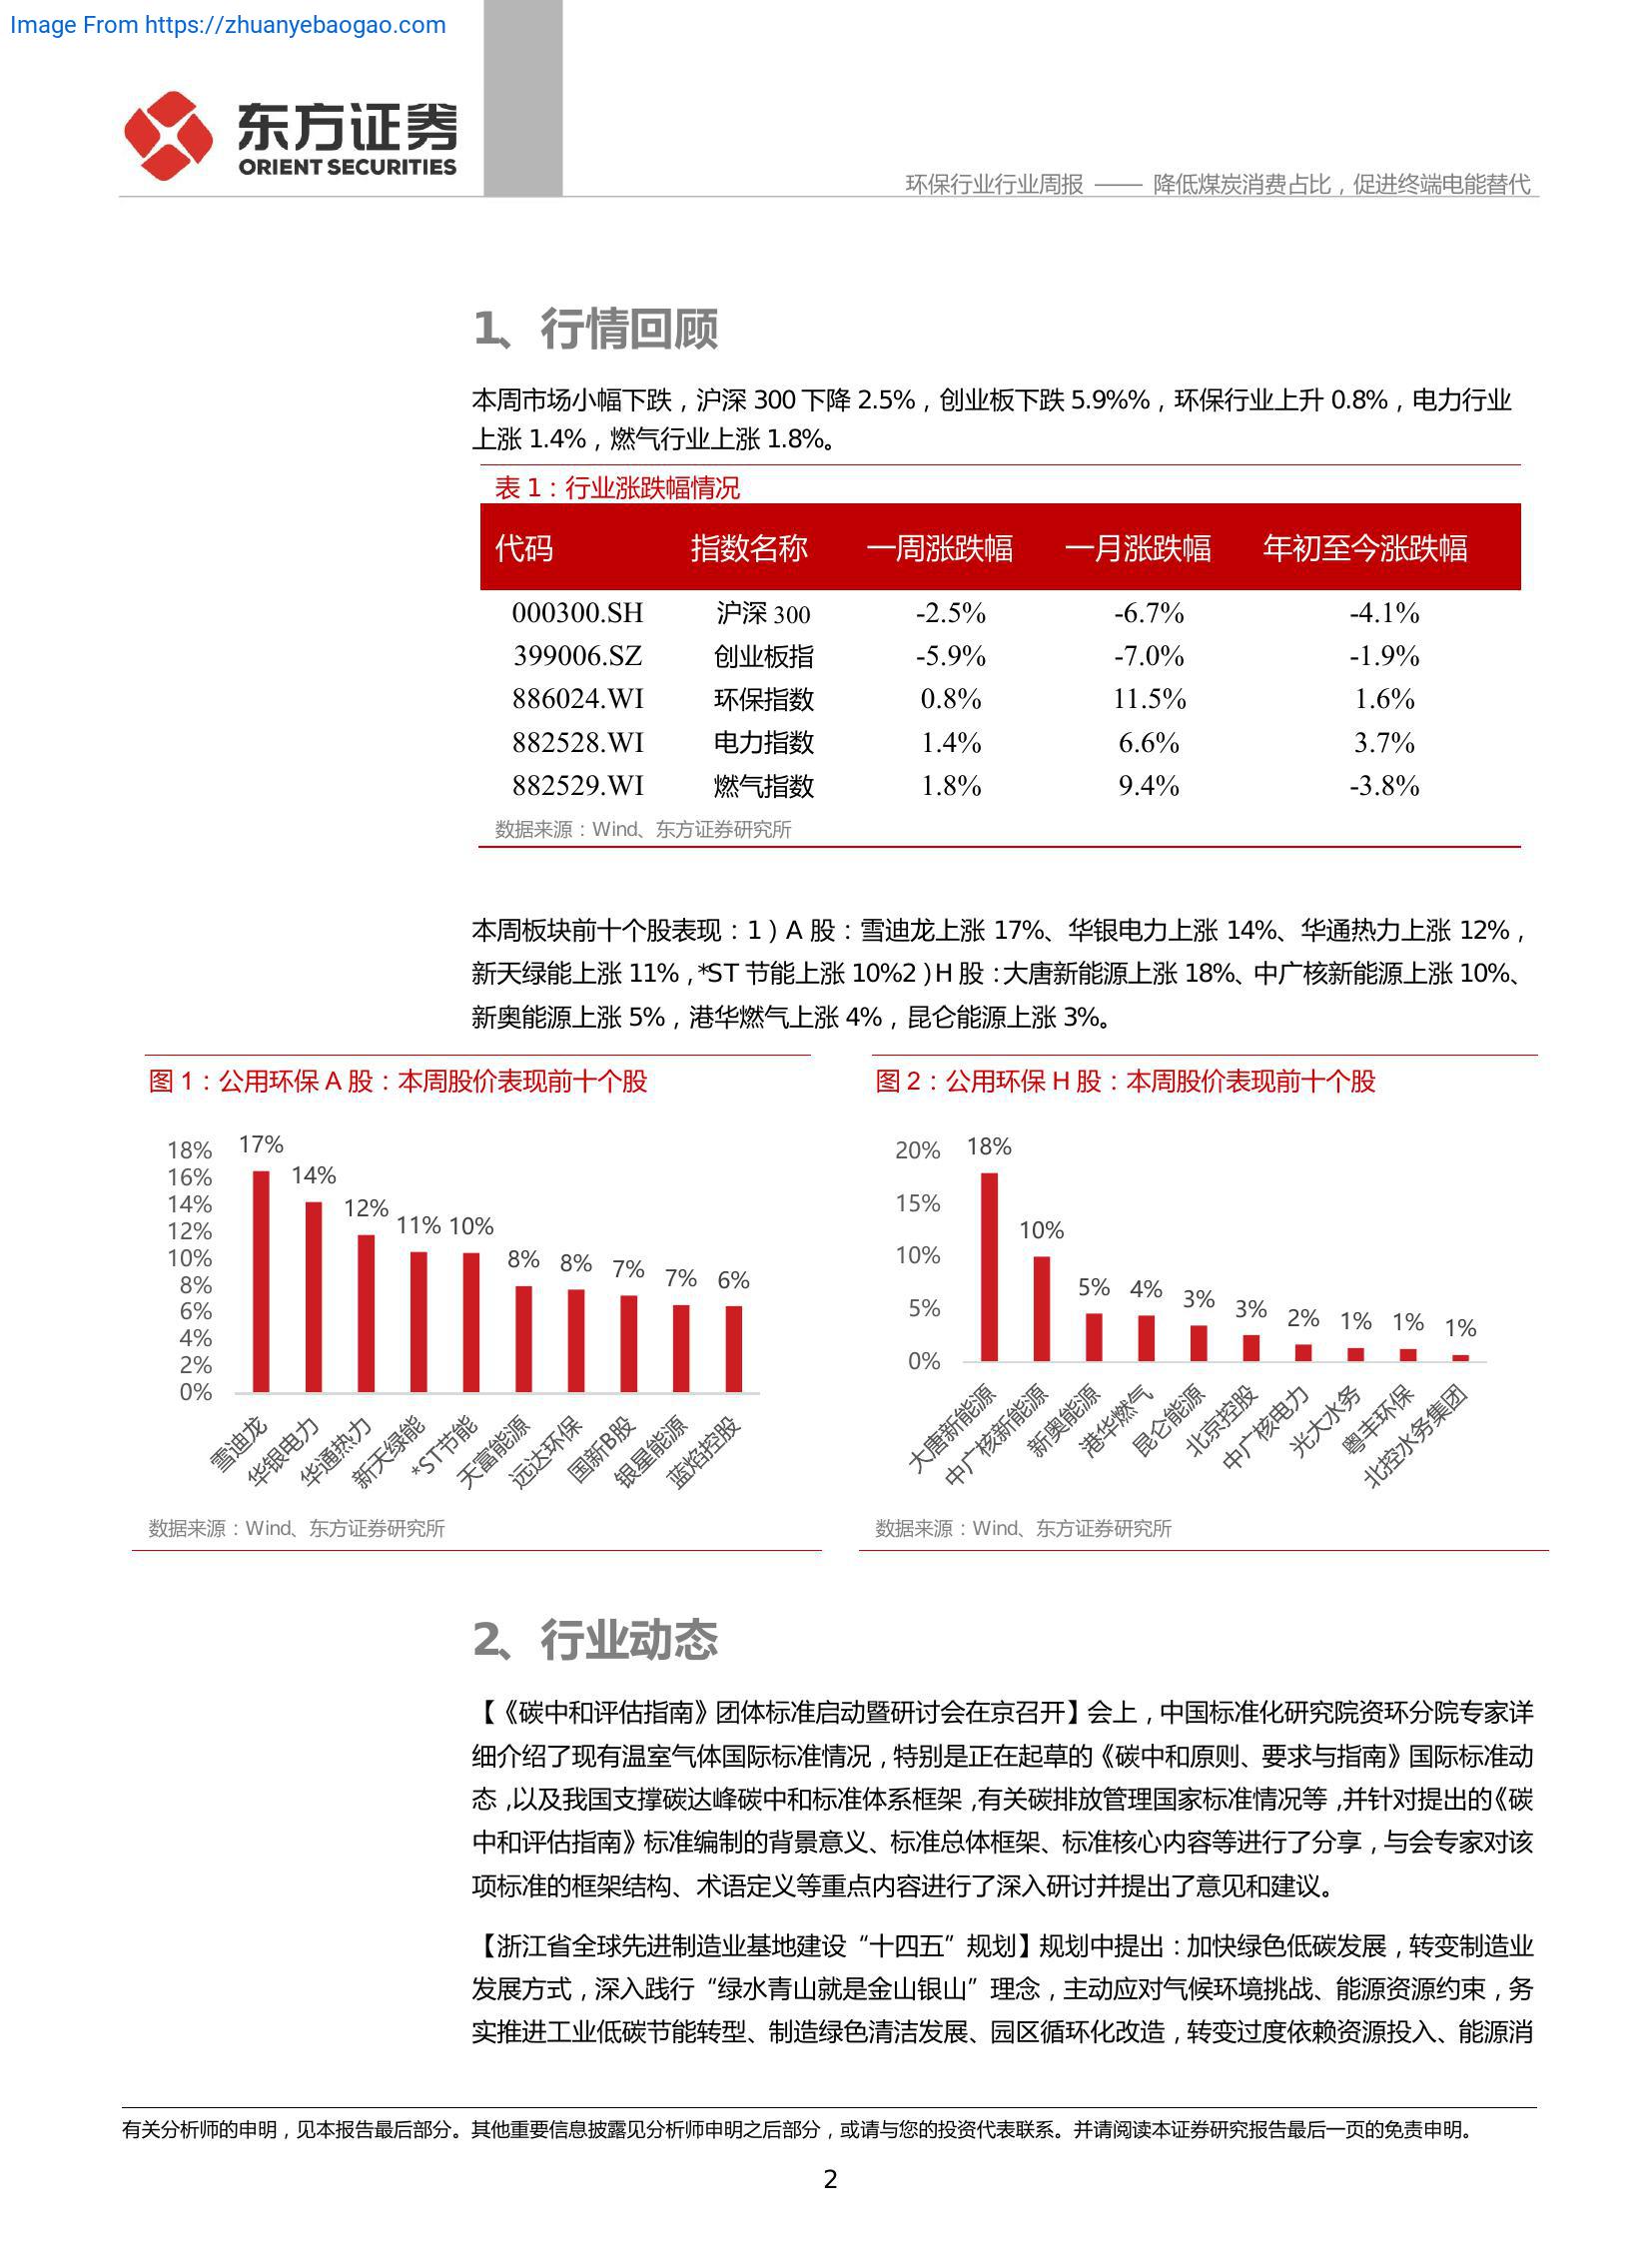 Image From https://zhuanyebaogao.com
东方证券
ORIENT SECURITIES
环保行业行业周报 —— 降低煤炭消费占比，促进终端电能替代
1、行情回顾
本周市场小幅下跌，沪深 300 下降 2.5%，创业板下跌 5.9%%，环保行业上升 0.8%，电力行业
上涨 1.4%，燃气行业上涨 1.8%。
表 1：行业涨跌幅情况
代码 指数名称 一周涨跌幅 一月涨跌幅 年初至今涨跌幅
000300.SH 沪深 300 -2.5% -6.7% -4.1%
399006.SZ 创业板指 -5.9% -7.0% -1.9%
886024.WI 环保指数 0.8% 11.5% 1.6%
882528.WI 电力指数 1.4% 6.6% 3.7%
882529.WI 燃气指数 1.8% 9.4% -3.8%
数据来源：Wind、东方证券研究所
本周板块前十个股表现：1）A 股：雪迪龙上涨 17%、华银电力上涨 14%、华通热力上涨 12%，
新天绿能上涨 11%，*ST 节能上涨 10%2）H 股：大唐新能源上涨 18%、中广核新能源上涨 10%、
新奥能源上涨 5%，港华燃气上涨 4%，昆仑能源上涨 3%。
图 1：公用环保 A 股：本周股价表现前十个股
18%
16%
14%
12%
10%
8%
6%
4%
2%
0%
17% 14% 12% 11% 10% 8% 8% 7% 7% 6%
雪迪龙 华银电力 华通热力 新天绿能 *ST节能 天富能源 远达环保 国新B股 银星能源 蓝焰控股
数据来源：Wind、东方证券研究所
图 2：公用环保 H 股：本周股价表现前十个股
20%
15%
10%
5%
0%
18% 10% 5% 4% 3% 3% 2% 1% 1% 1%
大唐新能源 中广核新能源 新奥能源 港华燃气 昆仑能源 北京控股 中广核电力 光大水务 粤丰环保 北控水务集团
数据来源：Wind、东方证券研究所
2、行业动态
【《碳中和评估指南》团体标准启动暨研讨会在京召开】会上，中国标准化研究院资环分院专家详
细介绍了现有温室气体国际标准情况，特别是正在起草的《碳中和原则、要求与指南》国际标准动
态，以及我国支撑碳达峰碳中和标准体系框架，有关碳排放管理国家标准情况等，并针对提出的《碳
中和评估指南》标准编制的背景意义、标准总体框架、标准核心内容等进行了分享，与会专家对该
项标准的框架结构、术语定义等重点内容进行了深入研讨并提出了意见和建议。
【浙江省全球先进制造业基地建设“十四五”规划】规划中提出：加快绿色低碳发展，转变制造业
发展方式，深入践行“绿水青山就是金山银山”理念，主动应对气候环境挑战、能源资源约束，务
实推进工业低碳节能转型、制造绿色清洁发展、园区循环化改造，转变过度依赖资源投入、能源消
有关分析师的申明，见本报告最后部分。其他重要信息披露见分析师申明之后部分，或请与您的投资代表联系。并请阅读本证券研究报告最后一页的免责申明。
2